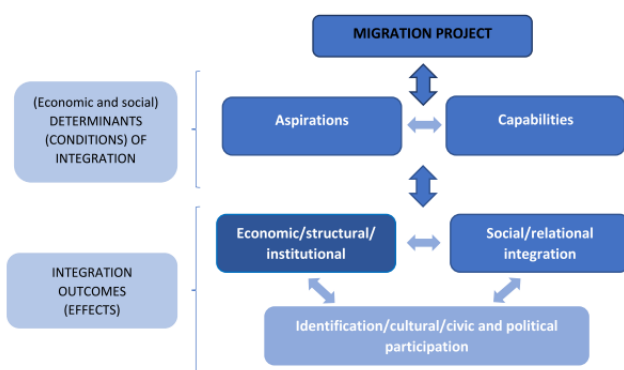 MIGRATION PROJECT
(Economic and social)
DETERMINANTS
(CONDITIONS) OF
INTEGRATION
Aspirations
Capabilities
Economic/structural/
institutional
Social/relational
integration
INTEGRATION
OUTCOMES
(EFFECTS)
Identification/cultural/civic and political
participation